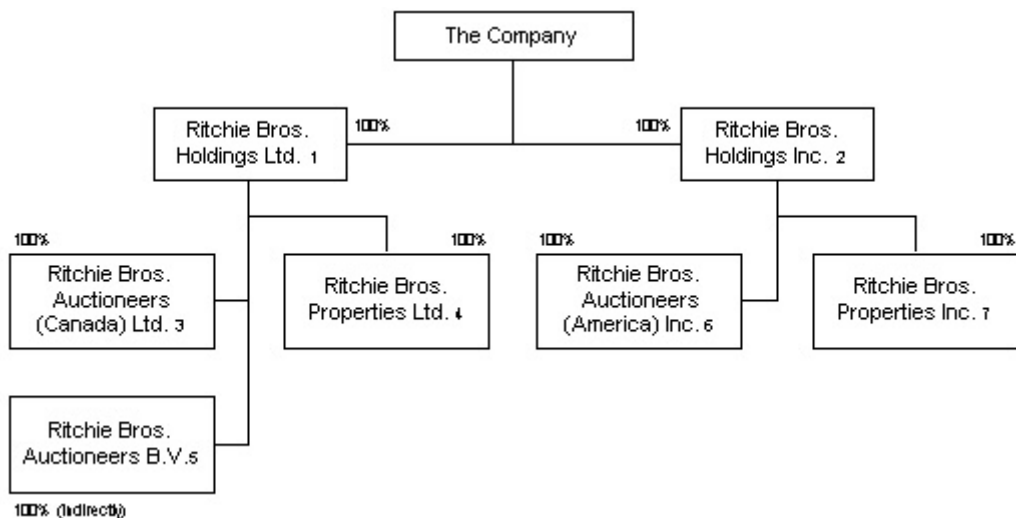 The Company
Ritchie Bros.
Holdings Ltd. 1
100%
100%
Ritchie Bros.
Holdings Inc. 2
100%
Ritchie Bros.
Auctioneers
(Canada) Ltd. 3
100%
Ritchie Bros.
Properties Ltd. 4
100%
Ritchie Bros.
Auctioneers
(America) Inc. 6
100%
Ritchie Bros.
Properties Inc. 7
Ritchie Bros.
Auctioneers B.V.5
100% (Indirectly)